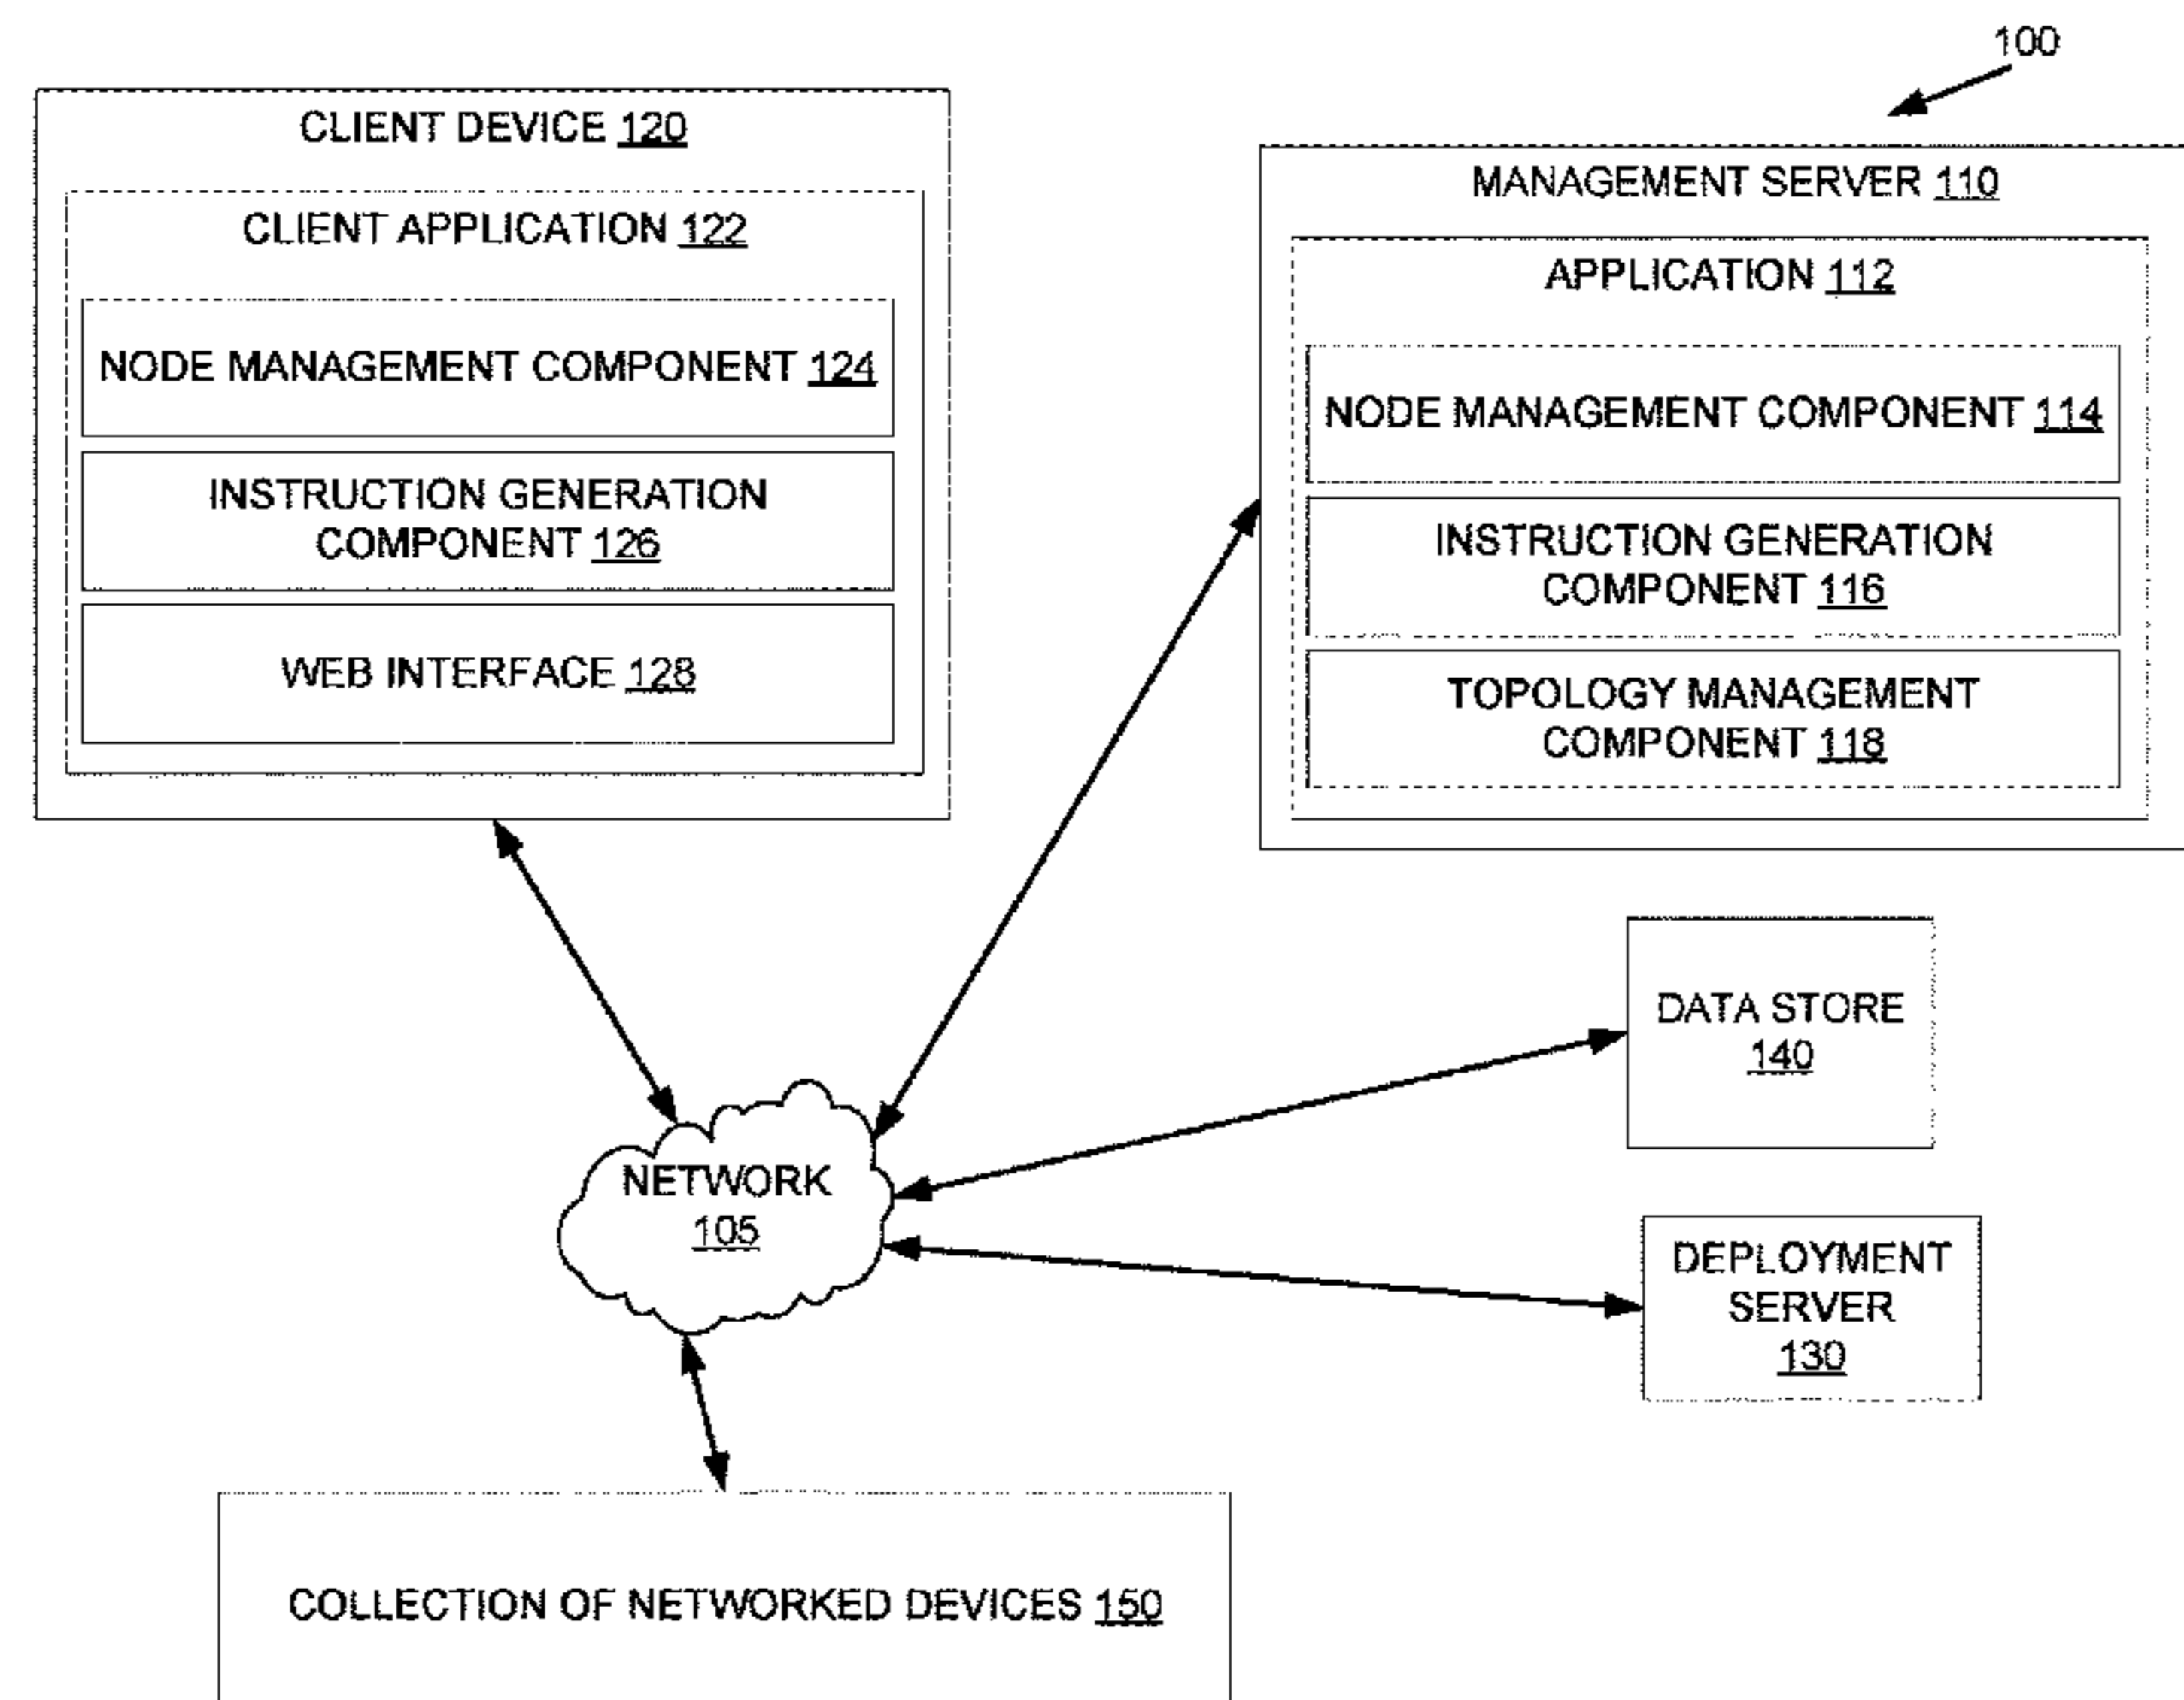 100
CLIENT DEVICE 120
CLIENT APPLICATION 122
NODE MANAGEMENT COMPONENT 124
INSTRUCTION GENERATION
COMPONENT 126
WEB INTERFACE 128
MANAGEMENT SERVER 110
APPLICATION 112
NODE MANAGEMENT COMPONENT 114
INSTRUCTION GENERATION
COMPONENT 116
TOPOLOGY MANAGEMENT
COMPONENT 118
DATA STORE
140
NETWORK
105
DEPLOYMENT
SERVER
130
COLLECTION OF NETWORKED DEVICES 150